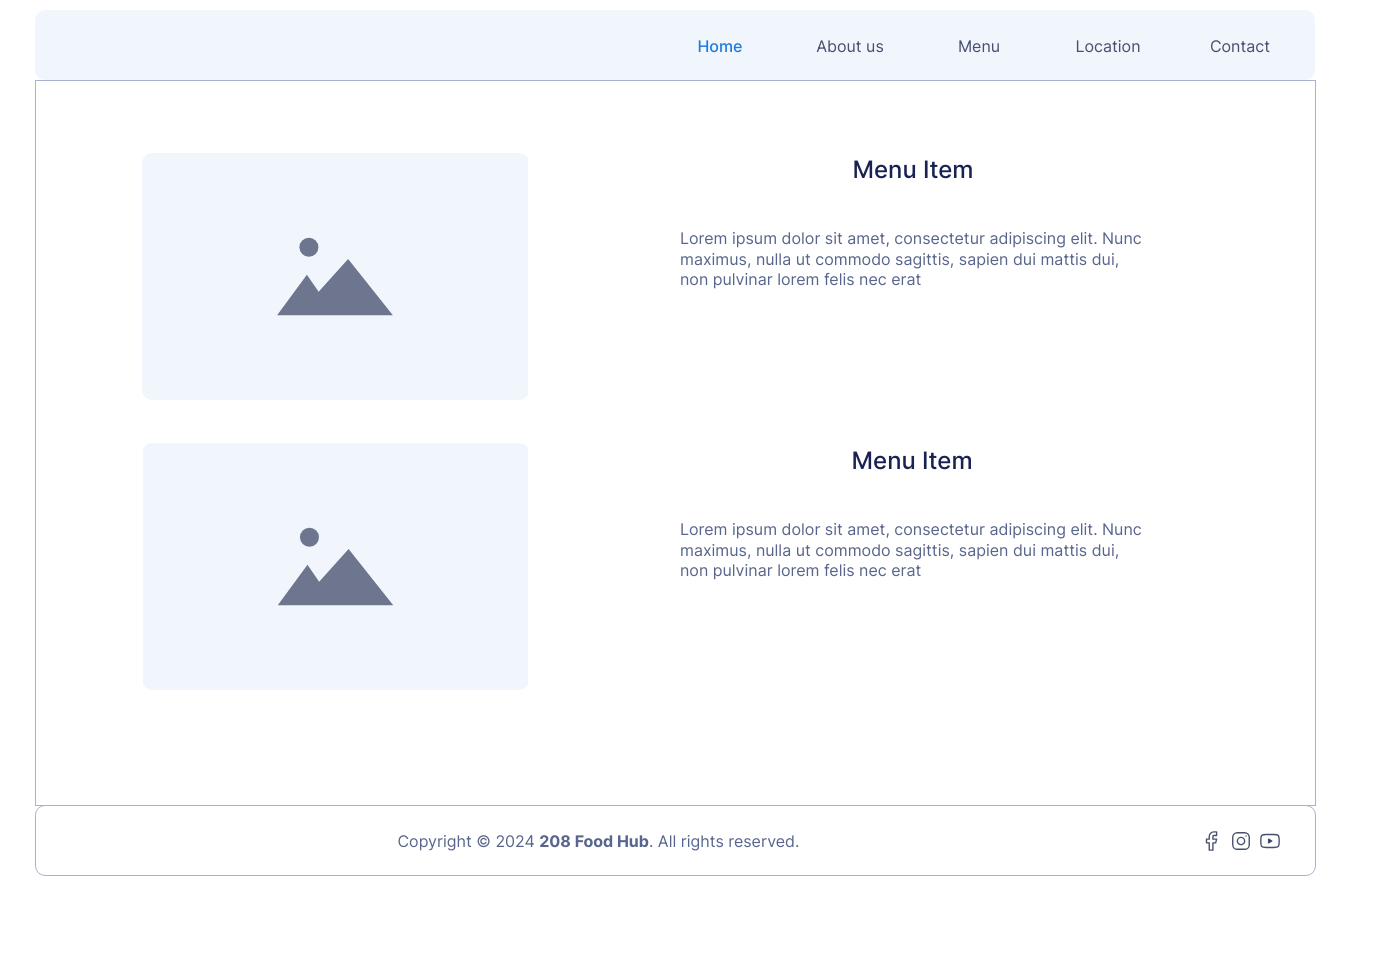 Home About us Menu Location Contact
Menu Item
Lorem ipsum dolor sit amet, consectetur adipiscing elit. Nunc
maximus, nulla ut commodo sagittis, sapien dui mattis dui,
non pulvinar lorem felis nec erat
Menu Item
Lorem ipsum dolor sit amet, consectetur adipiscing elit. Nunc
maximus, nulla ut commodo sagittis, sapien dui mattis dui,
non pulvinar lorem felis nec erat
Copyright © 2024 208 Food Hub. All rights reserved.